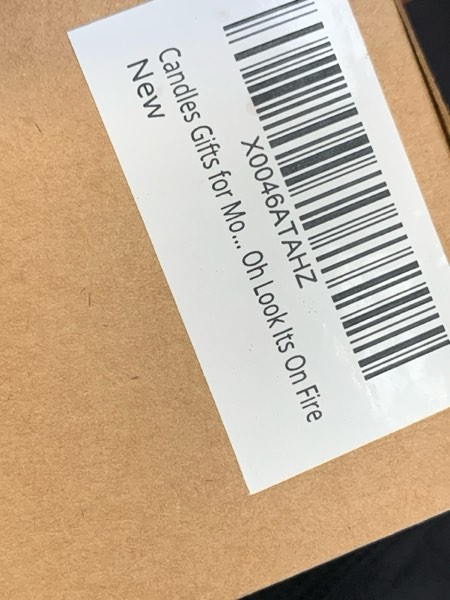 X0046ATAHZ
Candles Gifts for Mo... Oh Look Its On Fire
New